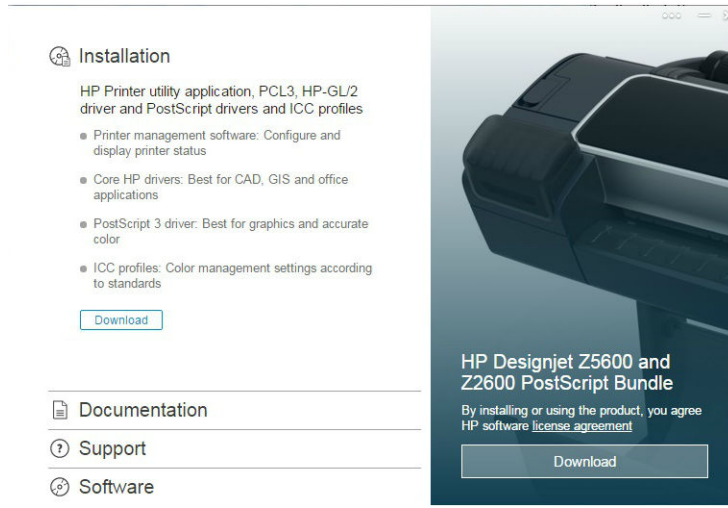 Installation
HP Printer utility application, PCL3, HP-GL/2
driver and PostScript drivers and ICC profiles
Printer management software: Configure and
display printer status
Core HP drivers: Best for CAD, GIS and office
applications
PostScript 3 driver: Best for graphics and accurate
color
ICC profiles: Color management settings according
to standards
Download
Documentation
Support
Software
HP Designjet Z5600 and
Z2600 PostScript Bundle
By installing or using the product, you agree
HP software license agreement
Download